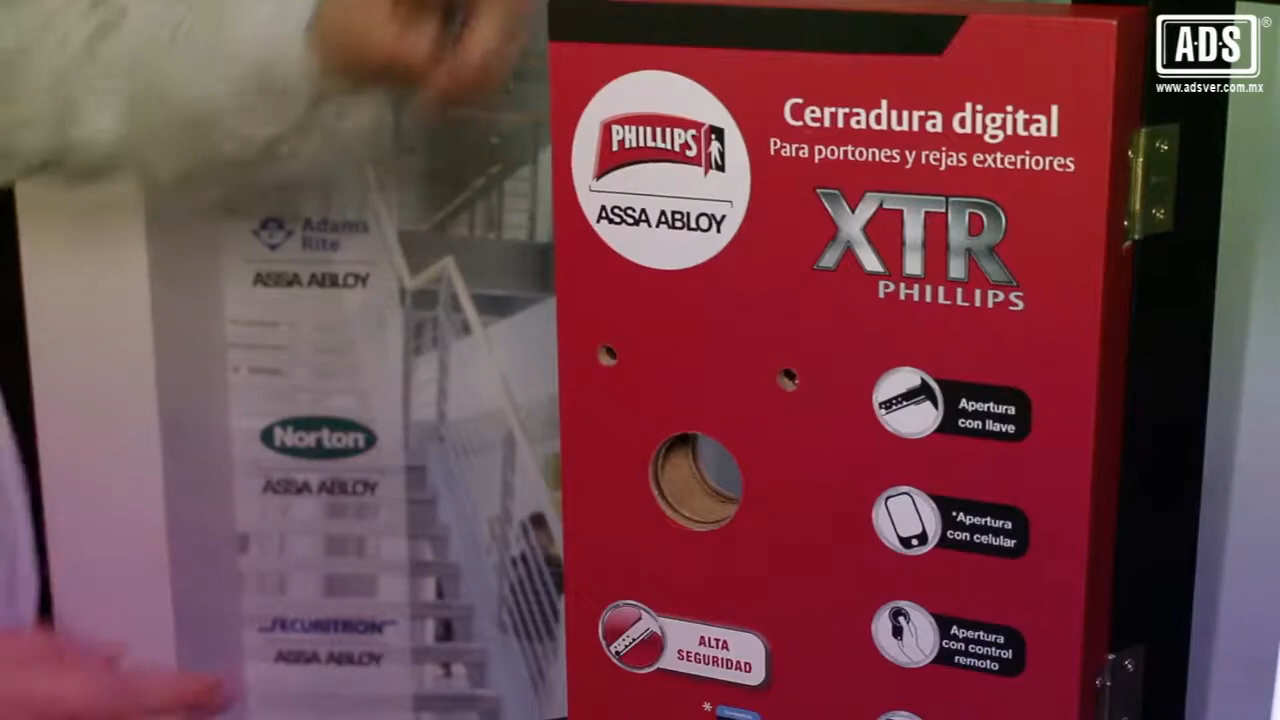 A·D·S®
www.adsver.com.mx
PHILLIPS
ASSA ABLOY
Cerradura digital
Para portones y rejas exteriores
XTR
PHILLIPS
Apertura
con llave
*Apertura
con celular
Apertura
con control
remoto
ALTA
SEGURIDAD
*
Adams
Rite
ASSA ABLOY
Norton
ASSA ABLOY
SECURITRON
ASSA ABLOY